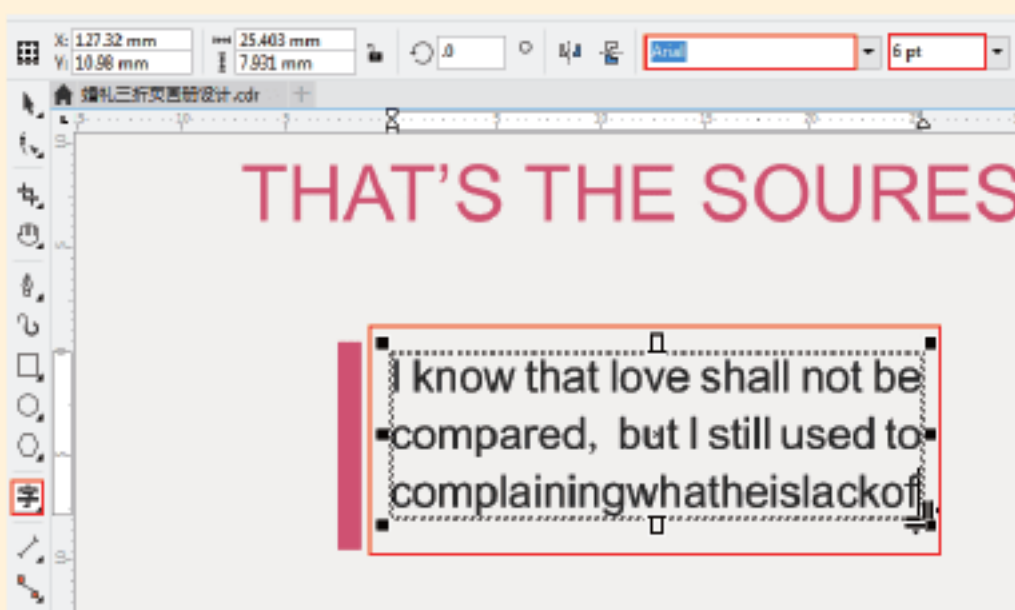 X: 127.32 mm 25.403 mm .0 Arial 6 pt
Y: 10.98 mm 7.931 mm
婚礼三折页画册设计.cdr
THAT'S THE SOURES
I know that love shall not be
compared, but I still used to
complainingwhatheislackof
字